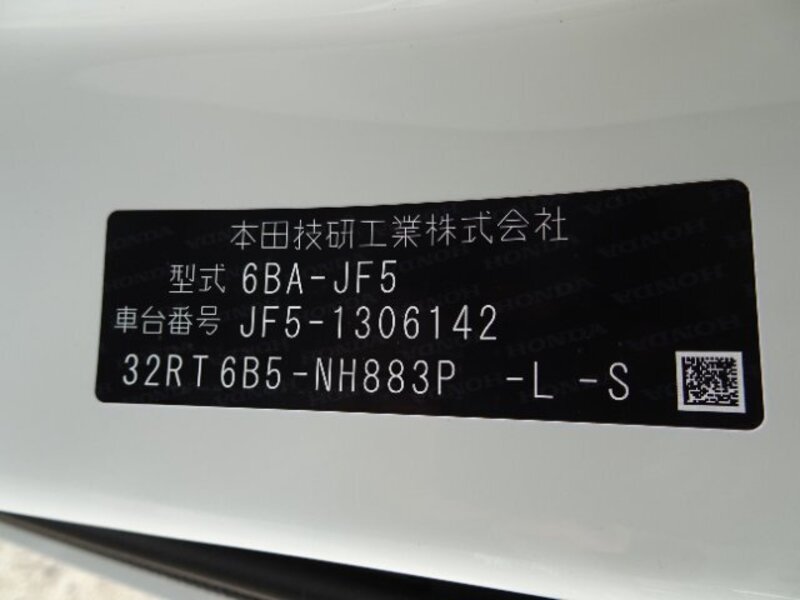 本田技研工業株式会社
型式 6BA-JF5
車台番号 JF5-1306142
32RT6B5-NH883P -L -S